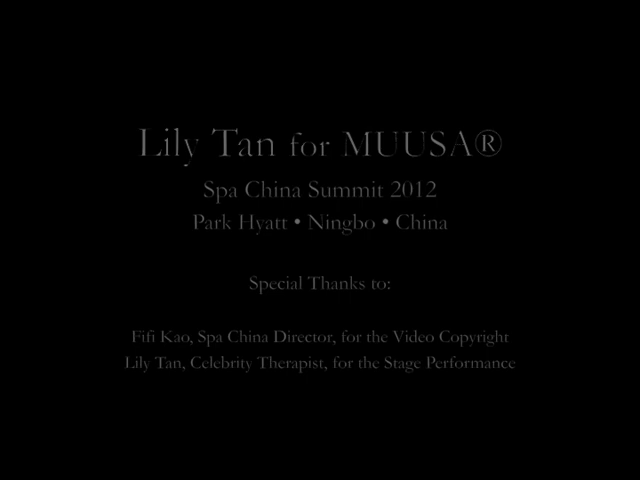 Lily Tan for MUUSA®
Spa China Summit 2012
Park Hyatt • Ningbo • China
Special Thanks to:
Fifi Kao, Spa China Director, for the Video Copyright
Lily Tan, Celebrity Therapist, for the Stage Performance